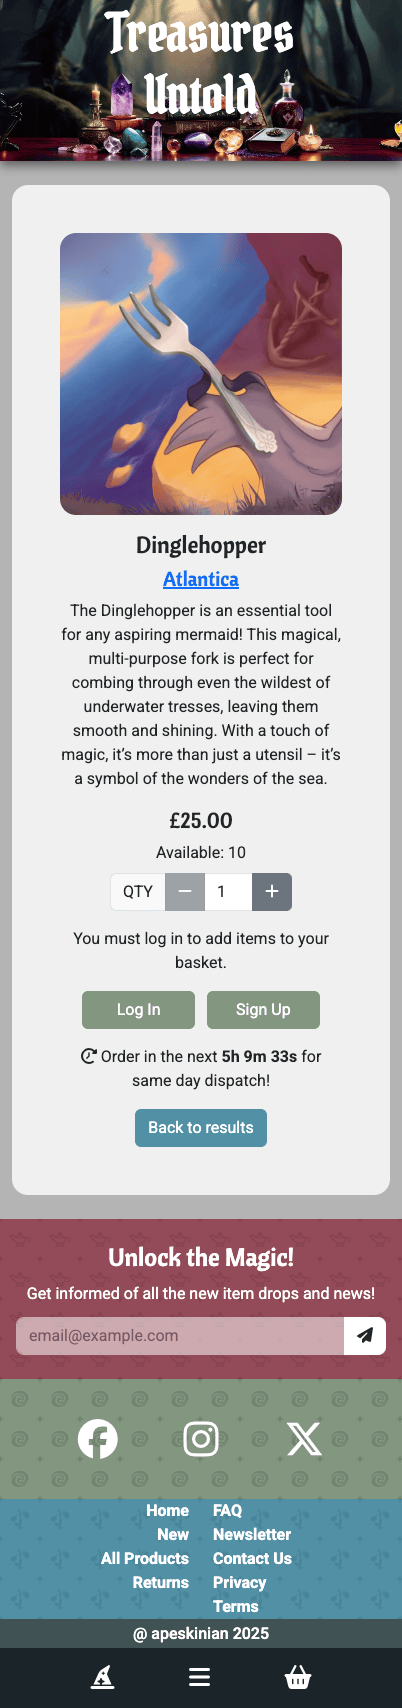 Treasures
Untold
Dinglehopper
Atlantica
The Dinglehopper is an essential tool
for any aspiring mermaid! This magical,
multi-purpose fork is perfect for
combing through even the wildest of
underwater tresses, leaving them
smooth and shining. With a touch of
magic, it’s more than just a utensil – it’s
a symbol of the wonders of the sea.
£25.00
Available: 10
QTY − 1 +
You must log in to add items to your
basket.
Log In Sign Up
Order in the next 5h 9m 33s for
same day dispatch!
Back to results
Unlock the Magic!
Get informed of all the new item drops and news!
email@example.com
Home FAQ
New Newsletter
All Products Contact Us
Returns Privacy
Terms
@ apeskinian 2025